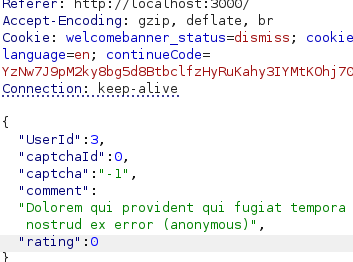 Referer: http://localhost:3000/
Accept-Encoding: gzip, deflate, br
Cookie: welcomebanner_status=dismiss; cookie
language=en; continueCode=
YzNw7J9pM2ky8bg5d8BtbclfzHyRuKahy3IYMtKOhj70
Connection: keep-alive
{
"UserId":3,
"captchaId":0,
"captcha":"-1",
"comment":
"Dolorem qui provident qui fugiat tempora
nostrud ex error (anonymous)",
"rating":0
}